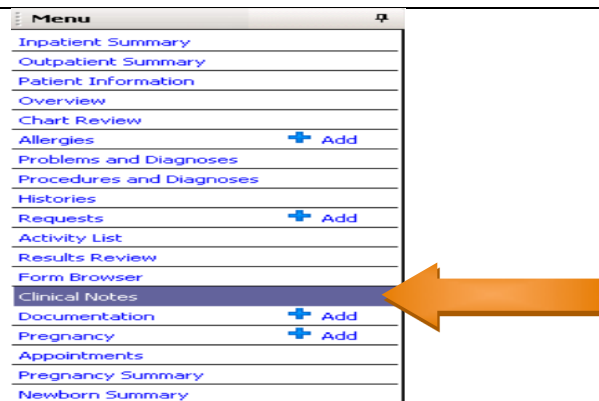 Menu
Inpatient Summary
Outpatient Summary
Patient Information
Overview
Chart Review
Allergies Add
Problems and Diagnoses
Procedures and Diagnoses
Histories
Requests Add
Activity List
Results Review
Form Browser
Clinical Notes
Documentation Add
Pregnancy Add
Appointments
Pregnancy Summary
Newborn Summary